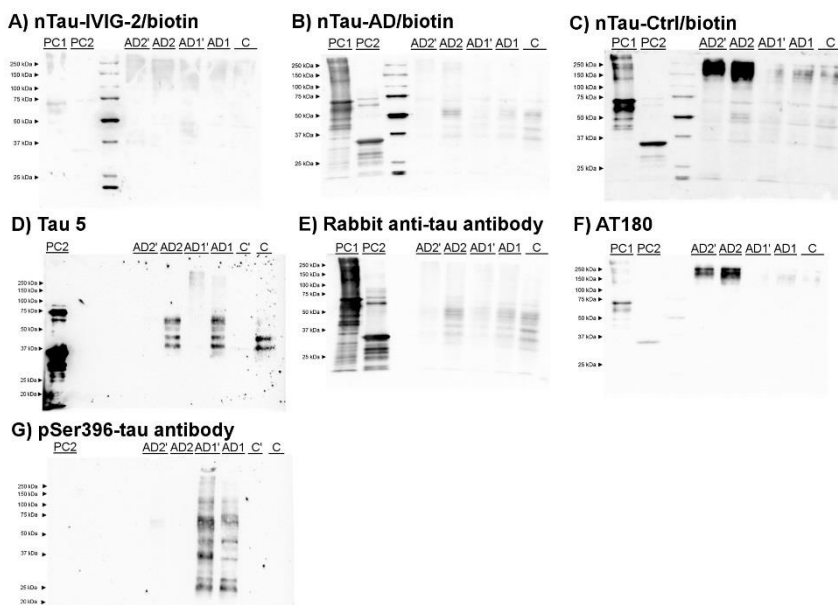 A) nTau-IVIG-2/biotin
PC1 PC2 AD2' AD2 AD1' AD1 C
250 kDa
150 kDa
100 kDa
75 kDa
50 kDa
37 kDa
25 kDa
B) nTau-AD/biotin
PC1 PC2 AD2' AD2 AD1' AD1 C
250 kDa
150 kDa
100 kDa
75 kDa
50 kDa
37 kDa
25 kDa
C) nTau-Ctrl/biotin
PC1 PC2 AD2' AD2 AD1' AD1 C
250 kDa
150 kDa
100 kDa
75 kDa
50 kDa
37 kDa
25 kDa
D) Tau 5
PC2 AD2' AD2 AD1' AD1 C' C
250 kDa
150 kDa
100 kDa
75 kDa
50 kDa
37 kDa
25 kDa
20 kDa
E) Rabbit anti-tau antibody
PC1 PC2 AD2' AD2 AD1' AD1 C
250 kDa
150 kDa
100 kDa
75 kDa
50 kDa
37 kDa
25 kDa
F) AT180
PC1 PC2 AD2' AD2 AD1' AD1 C
250 kDa
150 kDa
100 kDa
75 kDa
50 kDa
37 kDa
25 kDa
G) pSer396-tau antibody
PC2 AD2' AD2 AD1' AD1 C' C
250 kDa
150 kDa
100 kDa
75 kDa
50 kDa
37 kDa
25 kDa
20 kDa